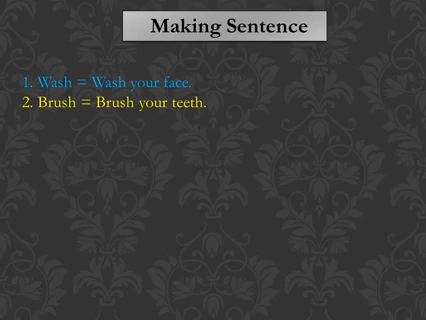 Making Sentence
1. Wash = Wash your face.
2. Brush = Brush your teeth.